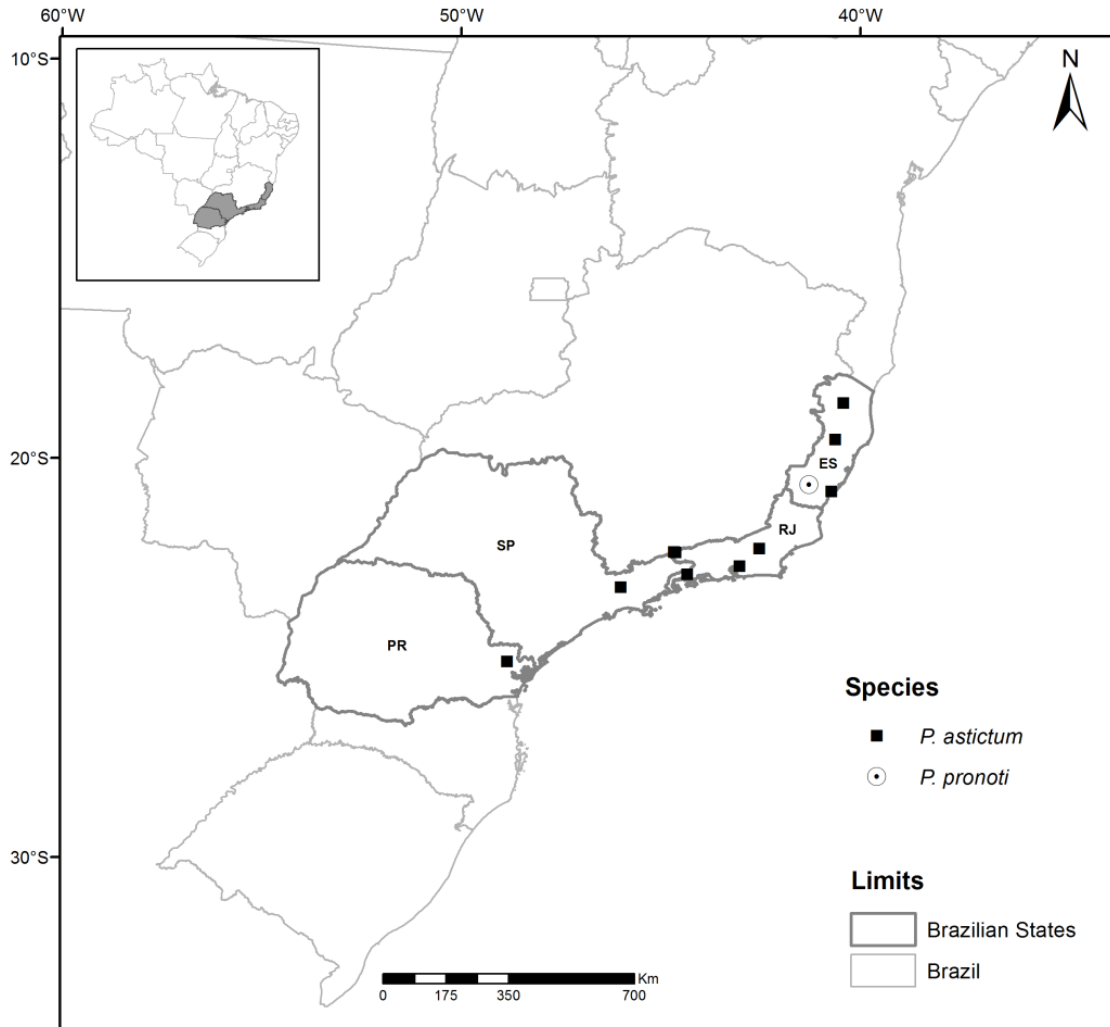 60°W 50°W 40°W
10°S
N
20°S
ES
RJ
SP
PR
Species
P. astictum
P. pronoti
30°S
Limits
Brazilian States
Brazil
Km
0 175 350 700